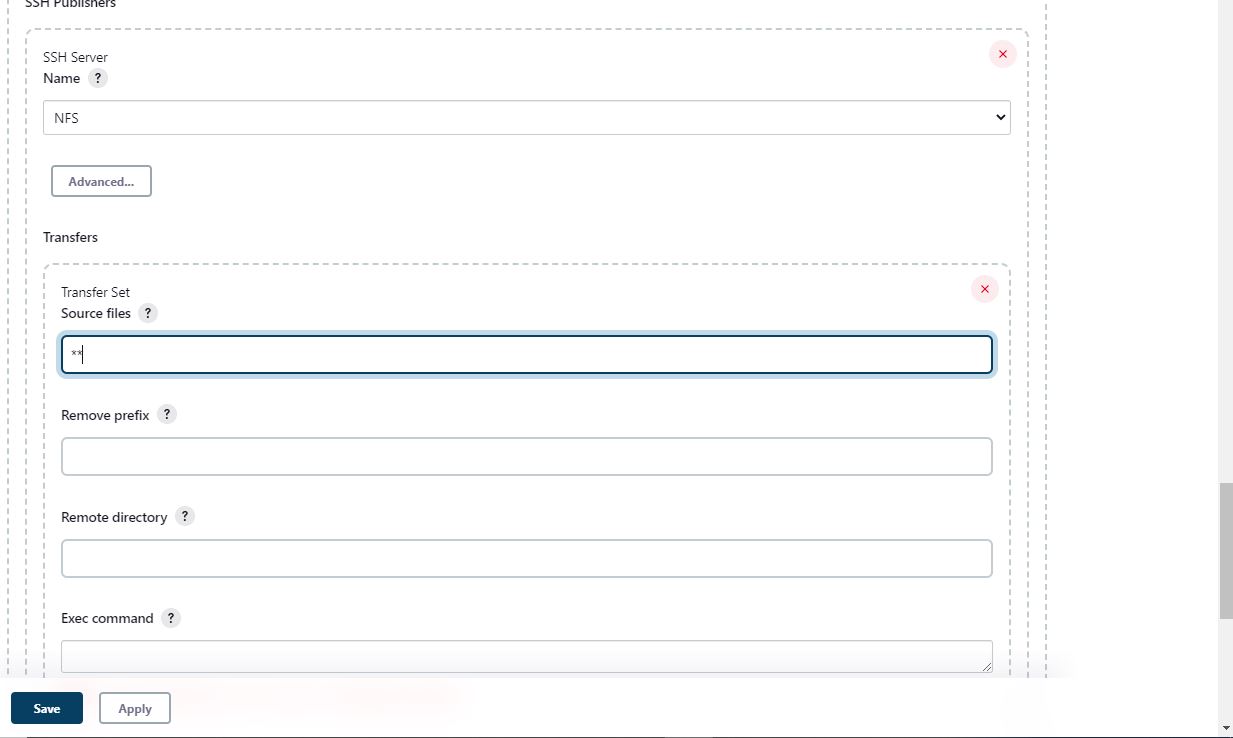 SSH Publishers
SSH Server
Name ?
NFS
Advanced...
Transfers
Transfer Set
Source files ?
**
Remove prefix ?
Remote directory ?
Exec command ?
Save
Apply